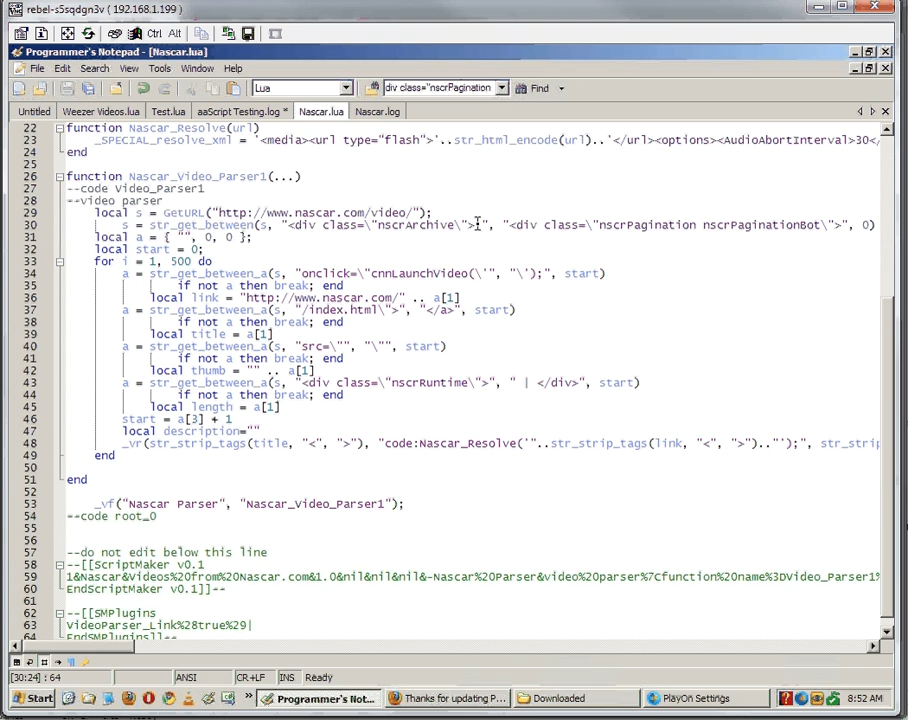 rebel-s5sqdgn3v ( 192.168.1.199 )
Programmer's Notepad - [Nascar.lua]
File Edit Search View Tools Window Help
Lua div class="nscrPagination Find
Untitled Weezer Videos.lua Test.lua aaScript Testing.log * Nascar.lua Nascar.log
22 function Nascar_Resolve(url)
23 _SPECIAL_resolve_xml = '<media><url type="flash">'..str_html_encode(url)..'</url><options><AudioAbortInterval>30</
24 end
25
26 function Nascar_Video_Parser1(...)
27 --code Video_Parser1
28 --video parser
29 local s = GetURL("http://www.nascar.com/video/");
30 s = str_get_between(s, "<div class=\"nscrArchive\">", "<div class=\"nscrPagination nscrPaginationBot\">", 0)
31 local a = { "", 0, 0 };
32 local start = 0;
33 for i = 1, 500 do
34 a = str_get_between_a(s, "onclick=\"cnnLaunchVideo(\'", "\');", start)
35 if not a then break; end
36 local link = "http://www.nascar.com/" .. a[1]
37 a = str_get_between_a(s, "/index.html\">", "</a>", start)
38 if not a then break; end
39 local title = a[1]
40 a = str_get_between_a(s, "src=\"", "\"", start)
41 if not a then break; end
42 local thumb = "" .. a[1]
43 a = str_get_between_a(s, "<div class=\"nscrRuntime\">", " | </div>", start)
44 if not a then break; end
45 local length = a[1]
46 start = a[3] + 1
47 local description=""
48 _vr(str_strip_tags(title, "<", ">"), "code:Nascar_Resolve('"..str_strip_tags(link, "<", ">").."');", str_strip
49 end
50
51 end
52
53 _vf("Nascar Parser", "Nascar_Video_Parser1");
54 --code root_0
55
56
57 --do not edit below this line
58 --[[ScriptMaker v0.1
59 1&Nascar&Videos%20from%20Nascar.com&1.0&nil&nil&nil&~Nascar%20Parser&video%20parser%7Cfunction%20name%3DVideo_Parser1%
60 EndScriptMaker v0.1]]--
61
62 --[[SMPlugins
63 VideoParser_Link%28true%29|
64 EndSMPlugins]]--
[30:24] : 64 ANSI CR+LF INS Ready
Start Programmer's Not... Thanks for updating P... Downloaded PlayOn Settings 8:52 AM